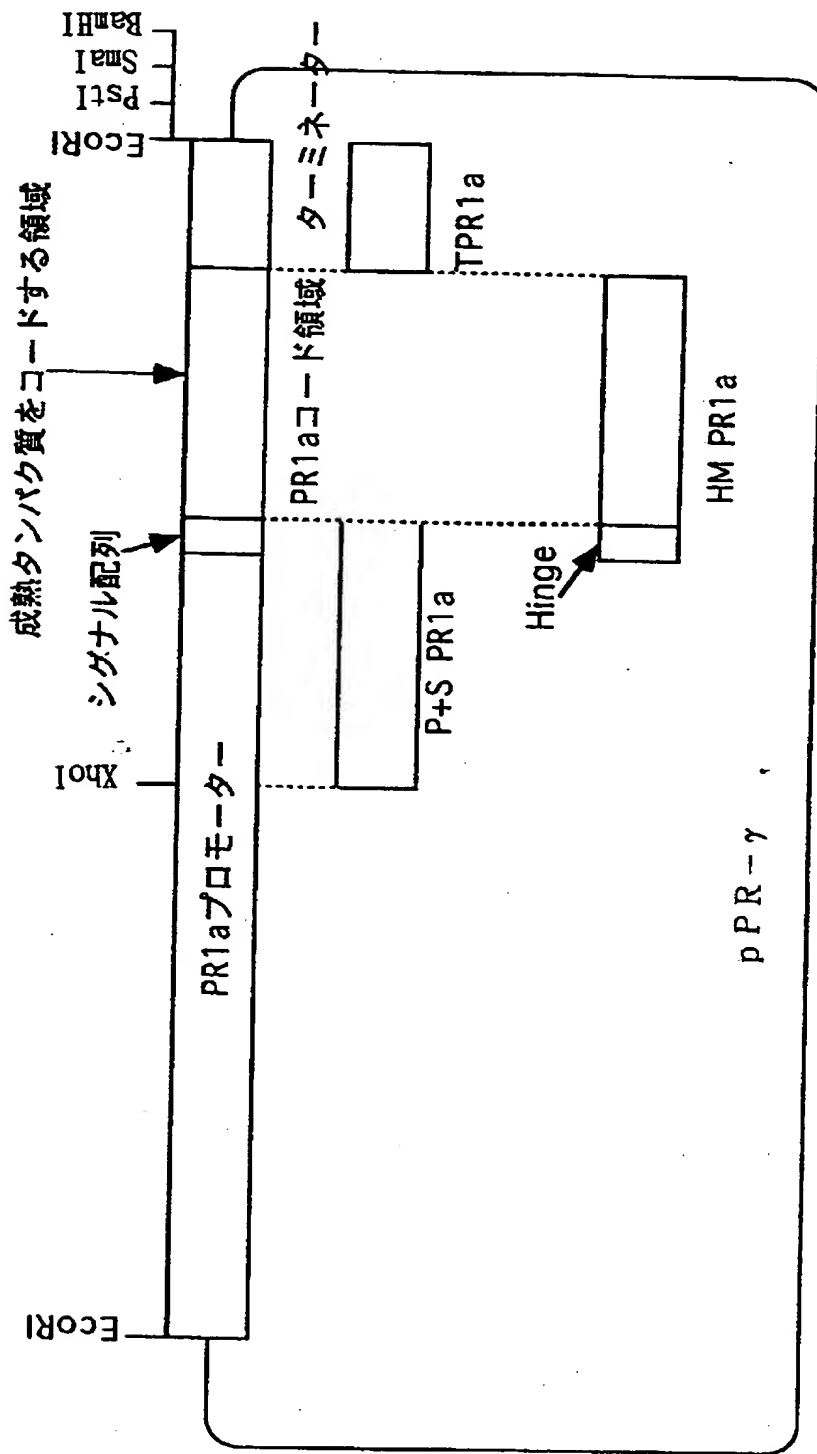 成熟タンパク質をコードする領域
シグナル配列
EcoRI
XhoI
EcoRI
PstI
SmaI
BamHI
PR1aプロモーター
PR1aコード領域
ターミネーター
P+S PR1a
TPR1a
Hinge
HM PR1a
pPR-γ